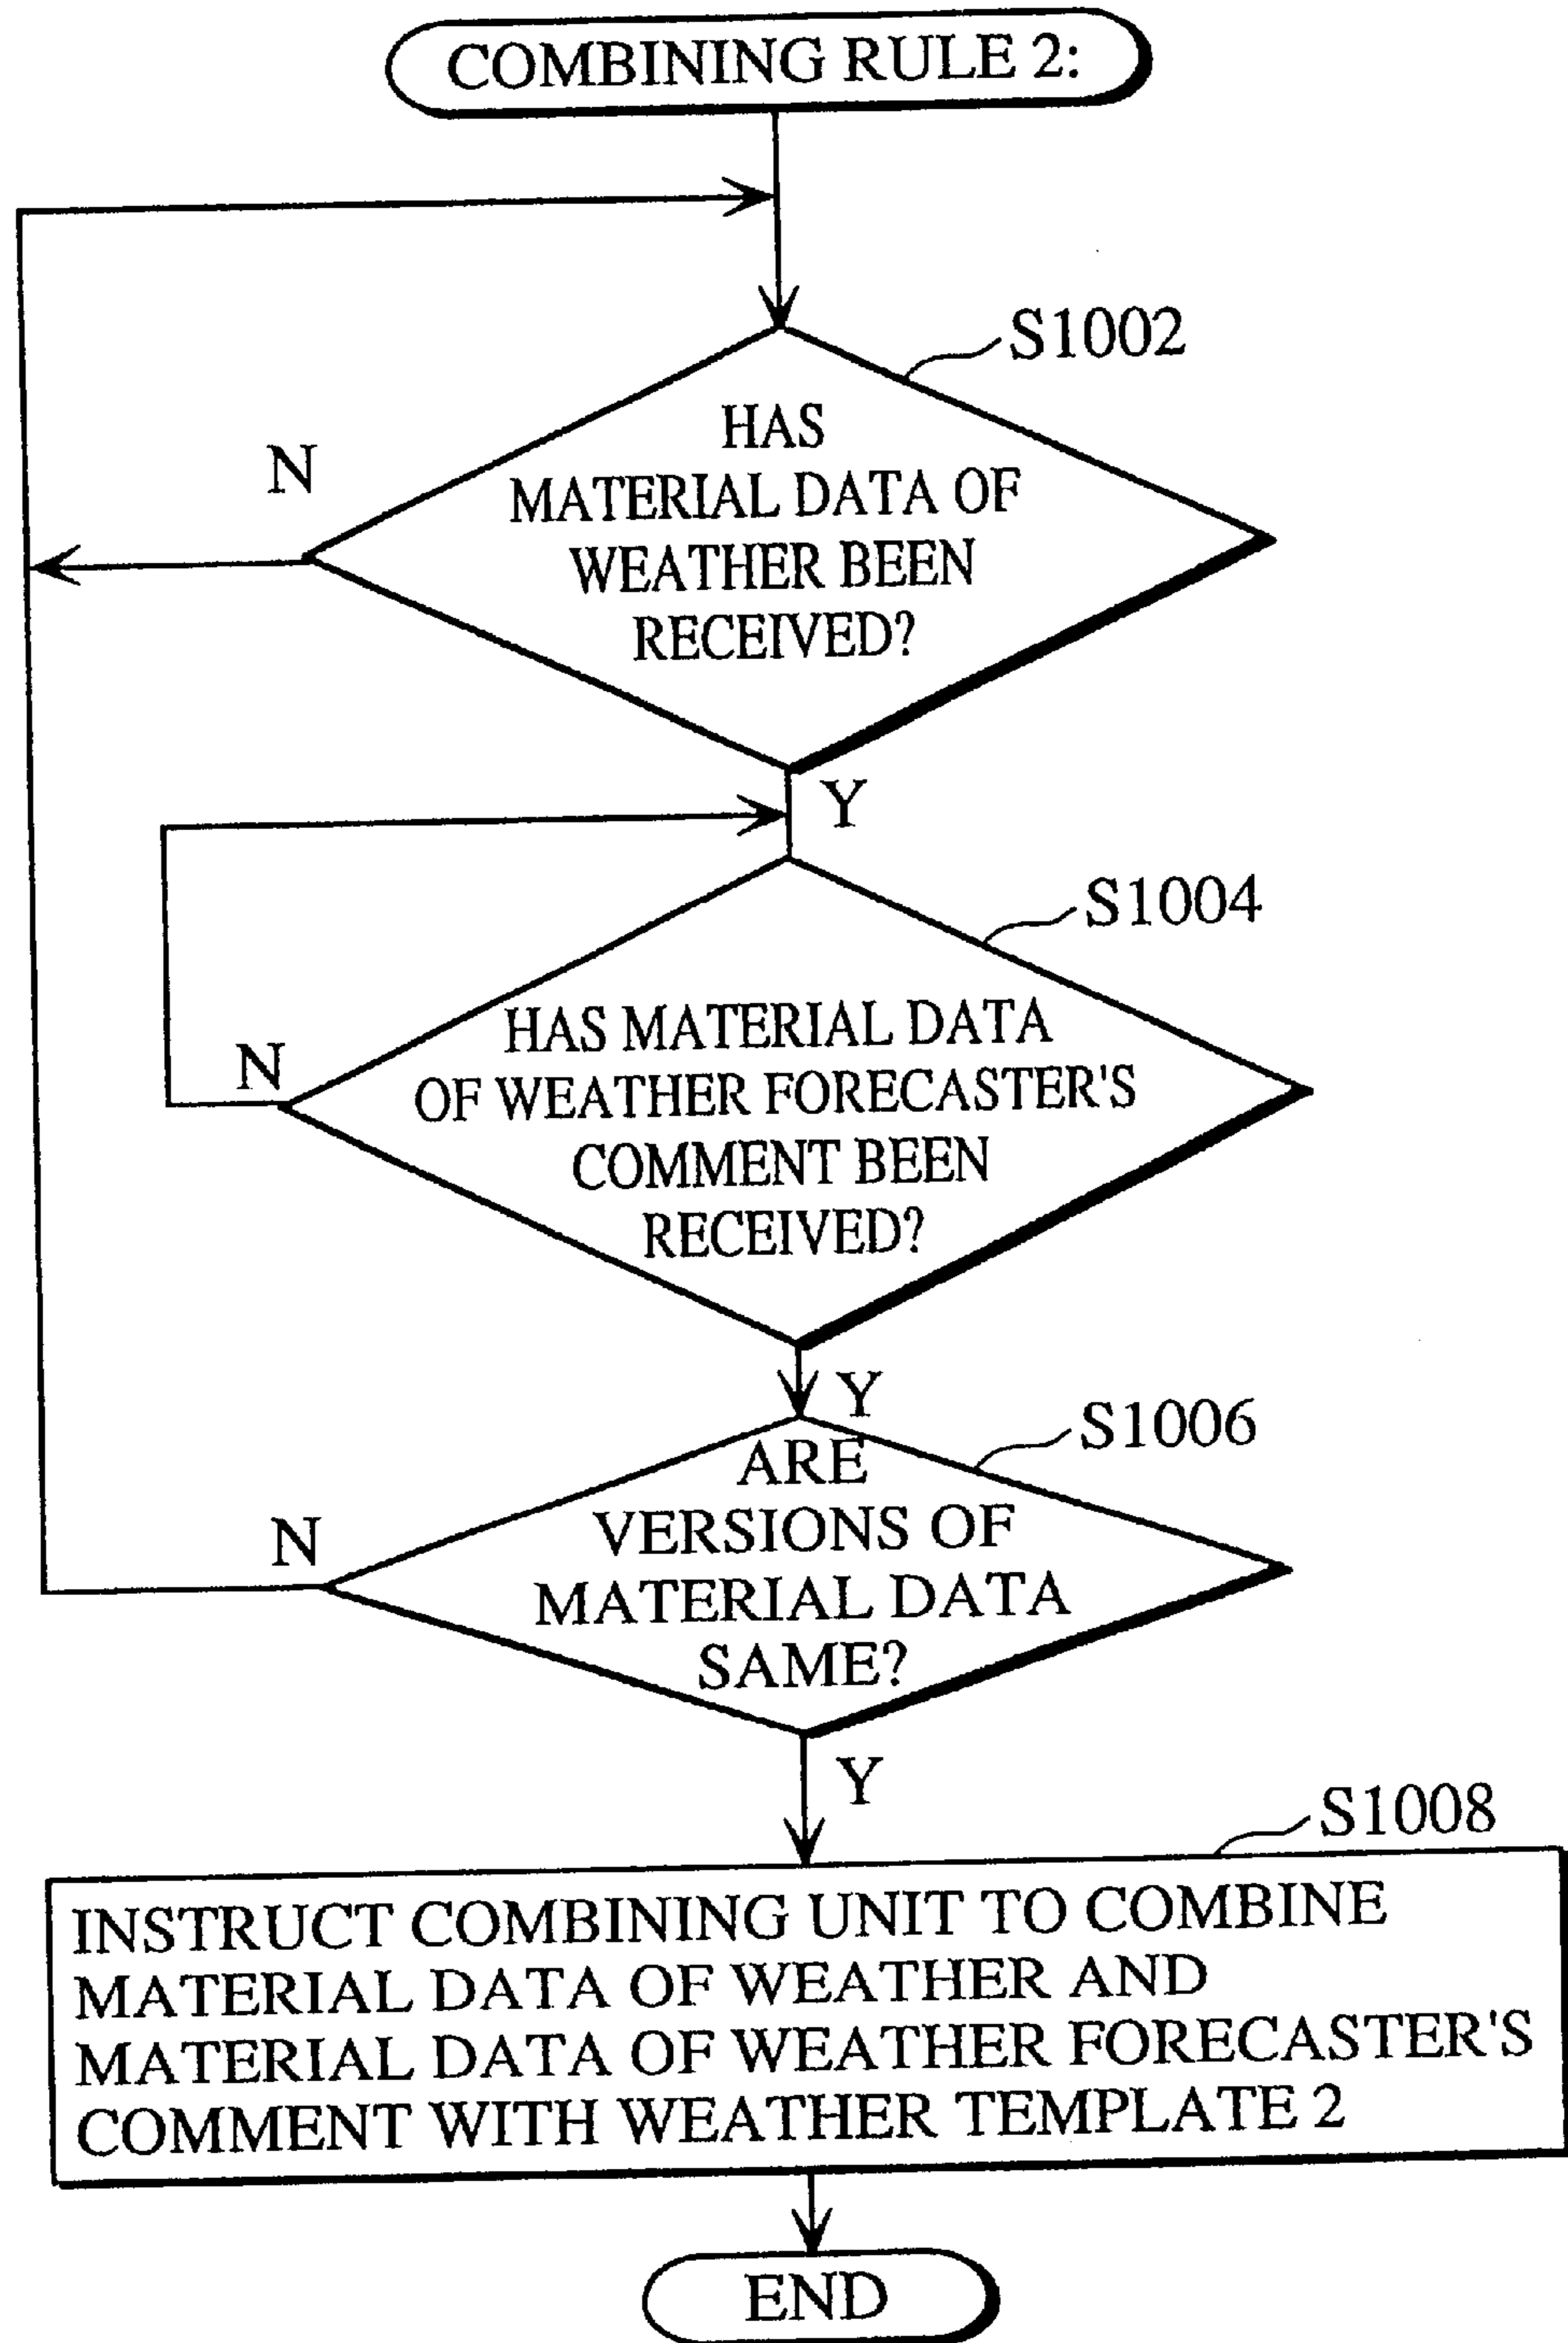 COMBINING RULE 2:
S1002
HAS
MATERIAL DATA OF
WEATHER BEEN
RECEIVED?
N
Y
S1004
HAS MATERIAL DATA
OF WEATHER FORECASTER'S
COMMENT BEEN
RECEIVED?
N
Y
S1006
ARE
VERSIONS OF
MATERIAL DATA
SAME?
N
Y
S1008
INSTRUCT COMBINING UNIT TO COMBINE
MATERIAL DATA OF WEATHER AND
MATERIAL DATA OF WEATHER FORECASTER'S
COMMENT WITH WEATHER TEMPLATE 2
END